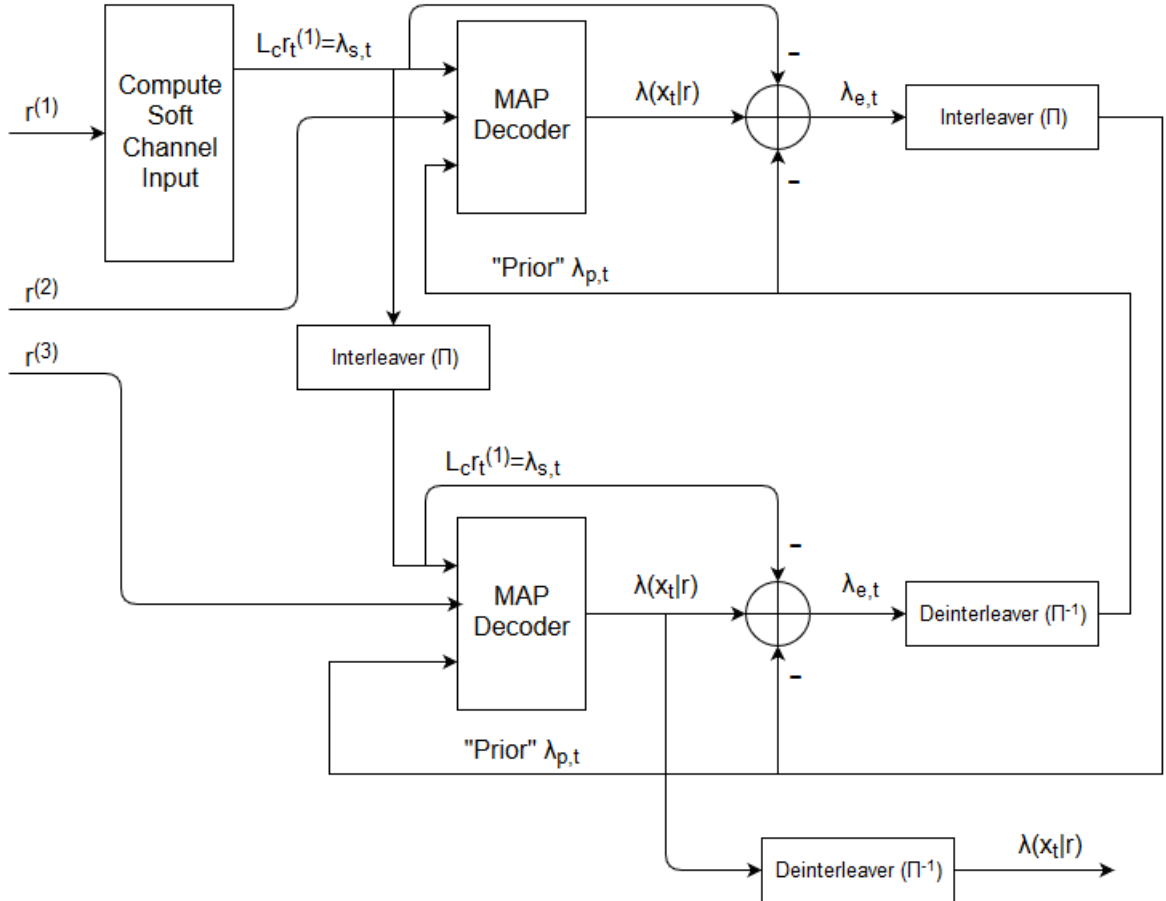 L_c r_t^(1)=λ_s,t
r^(1)
Compute
Soft
Channel
Input
MAP
Decoder
λ(x_t|r)
-
-
λ_e,t
Interleaver (Π)
"Prior" λ_p,t
r^(2)
r^(3)
Interleaver (Π)
L_c r_t^(1)=λ_s,t
MAP
Decoder
λ(x_t|r)
-
-
λ_e,t
Deinterleaver (Π^-1)
"Prior" λ_p,t
Deinterleaver (Π^-1)
λ(x_t|r)